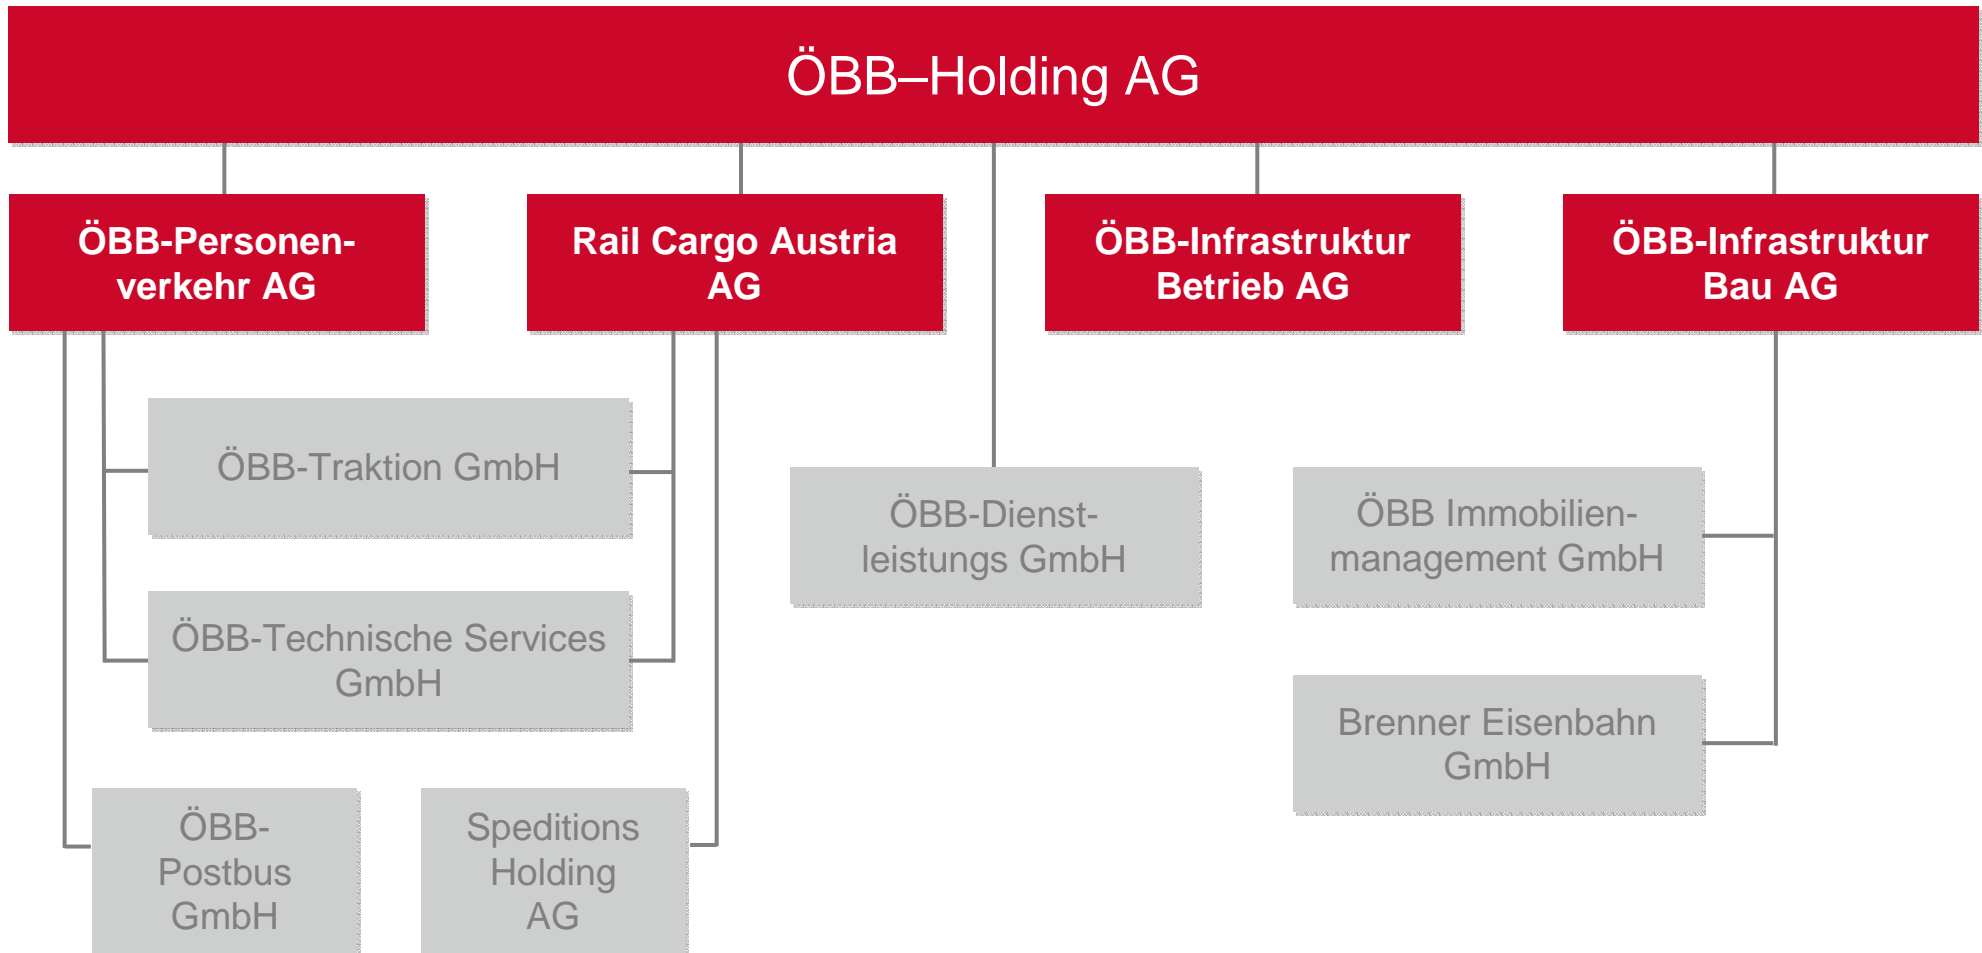 ÖBB–Holding AG
ÖBB-Personen-
verkehr AG
Rail Cargo Austria
AG
ÖBB-Infrastruktur
Betrieb AG
ÖBB-Infrastruktur
Bau AG
ÖBB-Traktion GmbH
ÖBB-Dienst-
leistungs GmbH
ÖBB Immobilien-
management GmbH
ÖBB-Technische Services
GmbH
Brenner Eisenbahn
GmbH
ÖBB-
Postbus
GmbH
Speditions
Holding
AG